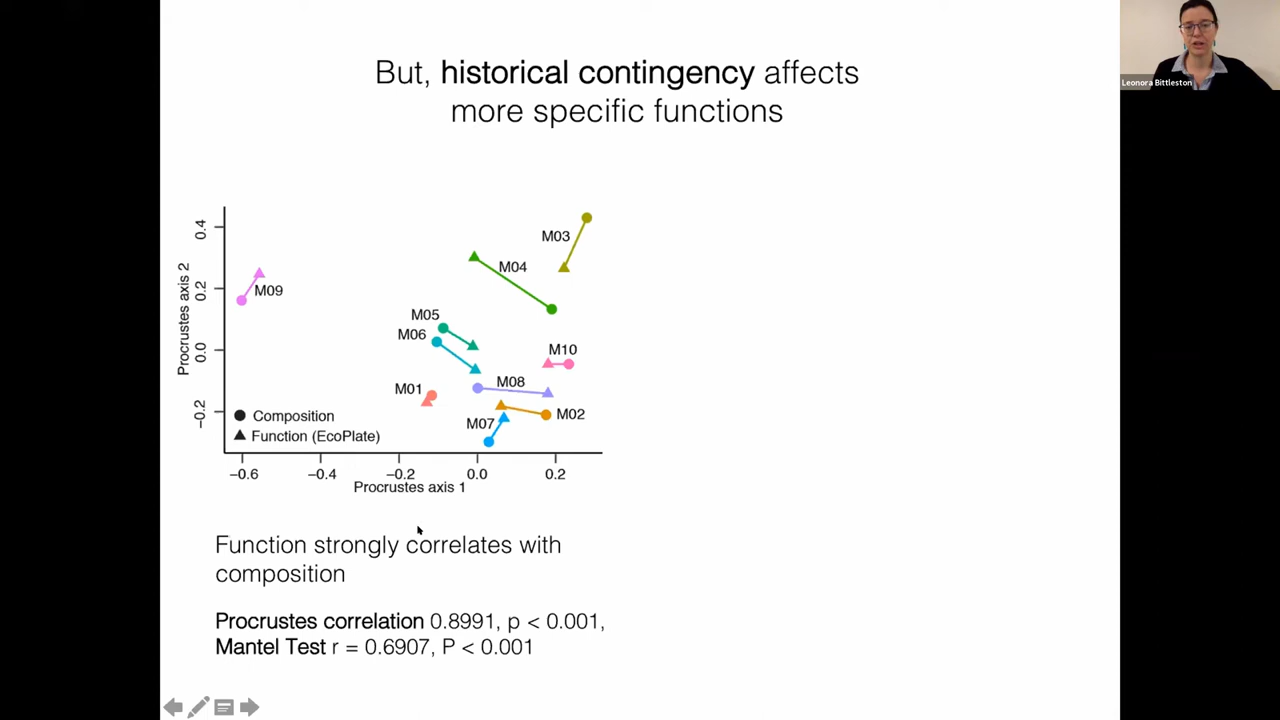 But, historical contingency affects
more specific functions
Leonora Bittleston
Procrustes axis 2
0.4
0.2
0.0
−0.2
M03
M04
M09
M05
M06
M10
M08
M01
M02
M07
Composition
Function (EcoPlate)
−0.6 −0.4 −0.2 0.0 0.2
Procrustes axis 1
Function strongly correlates with
composition
Procrustes correlation 0.8991, p < 0.001,
Mantel Test r = 0.6907, P < 0.001